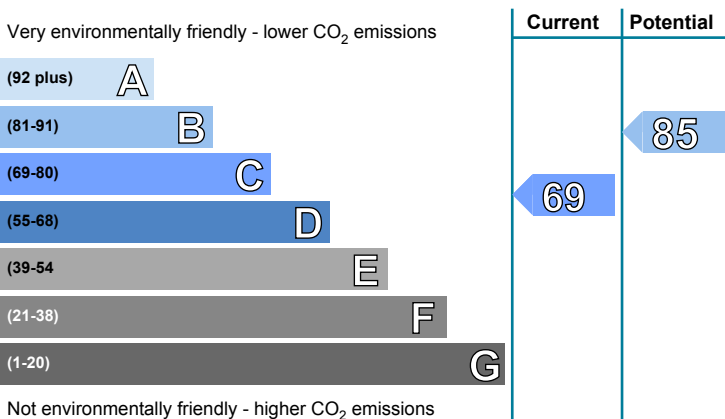 Current Potential
Very environmentally friendly - lower CO2 emissions
(92 plus) A
(81-91) B
85
(69-80) C
69
(55-68) D
(39-54 E
(21-38) F
(1-20) G
Not environmentally friendly - higher CO2 emissions